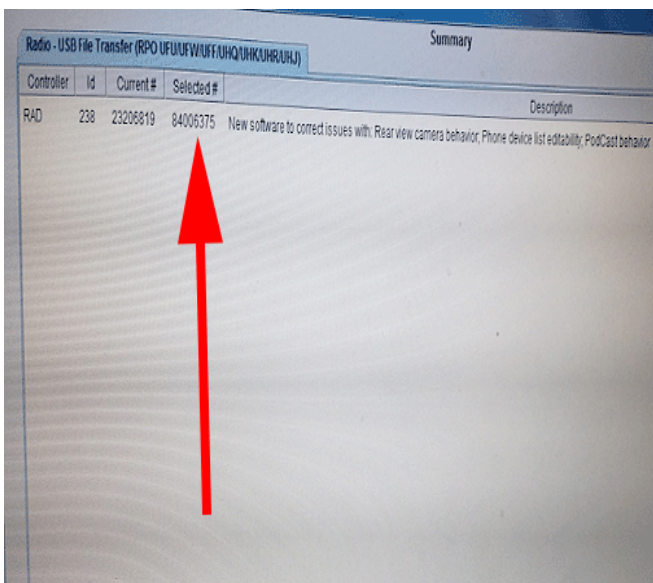 Summary
Radio - USB File Transfer (RPO UFU/UFW/UFF/UHQ/UHK/UHR/UHJ)
Controller Id Current # Selected # Description
RAD 238 23206819 84006375 New software to correct issues with: Rear view camera behavior; Phone device list editability; PodCast behavior